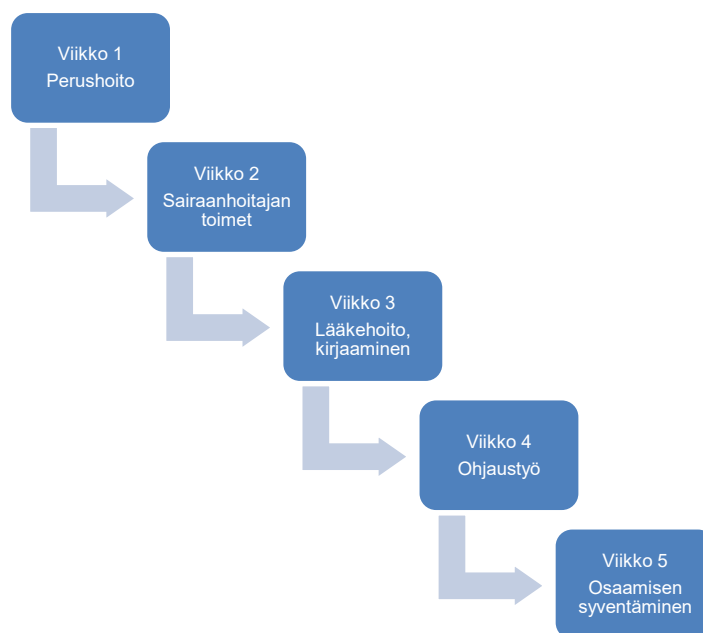 Viikko 1
Perushoito
Viikko 2
Sairaanhoitajan
toimet
Viikko 3
Lääkehoito,
kirjaaminen
Viikko 4
Ohjaustyö
Viikko 5
Osaamisen
syventäminen